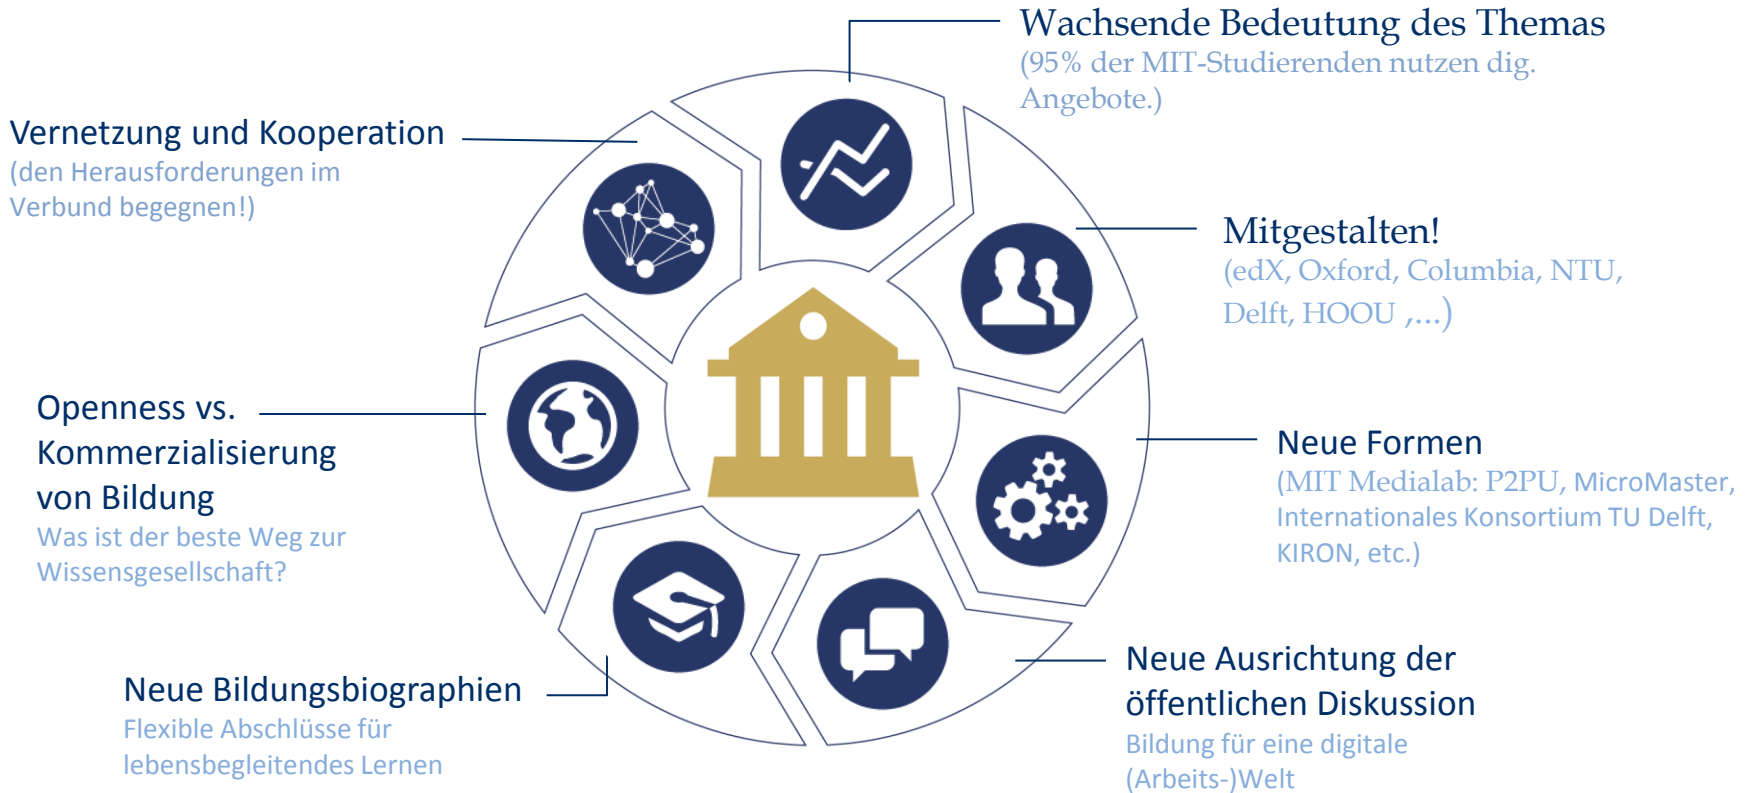 Wachsende Bedeutung des Themas
(95% der MIT-Studierenden nutzen dig.
Angebote.)
Vernetzung und Kooperation
(den Herausforderungen im
Verbund begegnen!)
Mitgestalten!
(edX, Oxford, Columbia, NTU,
Delft, HOOU ,...)
Openness vs.
Kommerzialisierung
von Bildung
Was ist der beste Weg zur
Wissensgesellschaft?
Neue Formen
(MIT Medialab: P2PU, MicroMaster,
Internationales Konsortium TU Delft,
KIRON, etc.)
Neue Bildungsbiographien
Flexible Abschlüsse für
lebensbegleitendes Lernen
Neue Ausrichtung der
öffentlichen Diskussion
Bildung für eine digitale
(Arbeits-)Welt